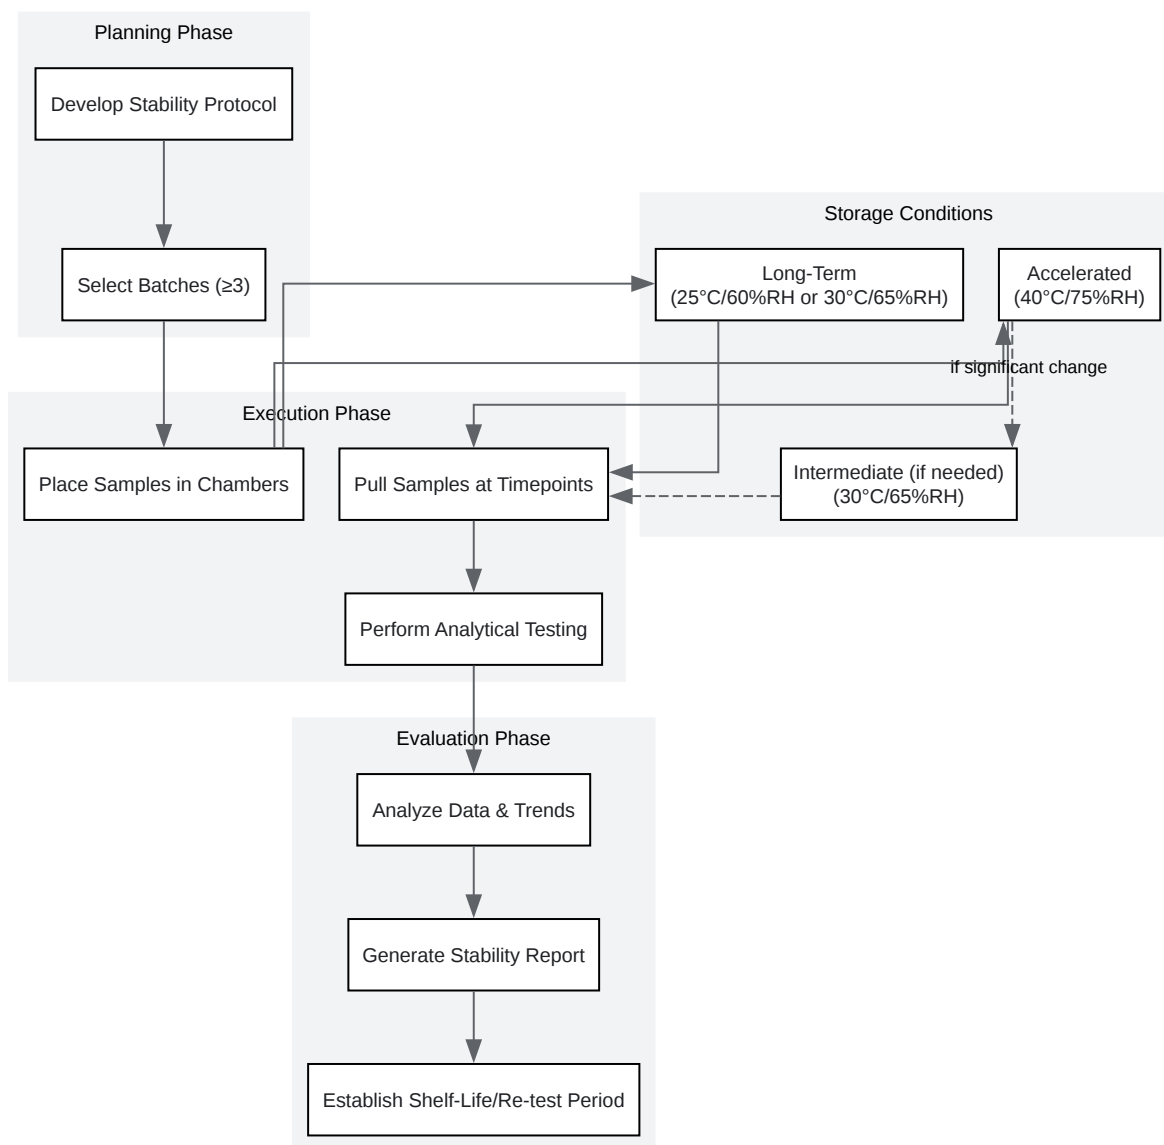 Planning Phase
Develop Stability Protocol
Select Batches (≥3)
Storage Conditions
Long-Term
(25°C/60%RH or 30°C/65%RH)
Accelerated
(40°C/75%RH)
if significant change
Execution Phase
Place Samples in Chambers
Pull Samples at Timepoints
Intermediate (if needed)
(30°C/65%RH)
Perform Analytical Testing
Evaluation Phase
Analyze Data & Trends
Generate Stability Report
Establish Shelf-Life/Re-test Period